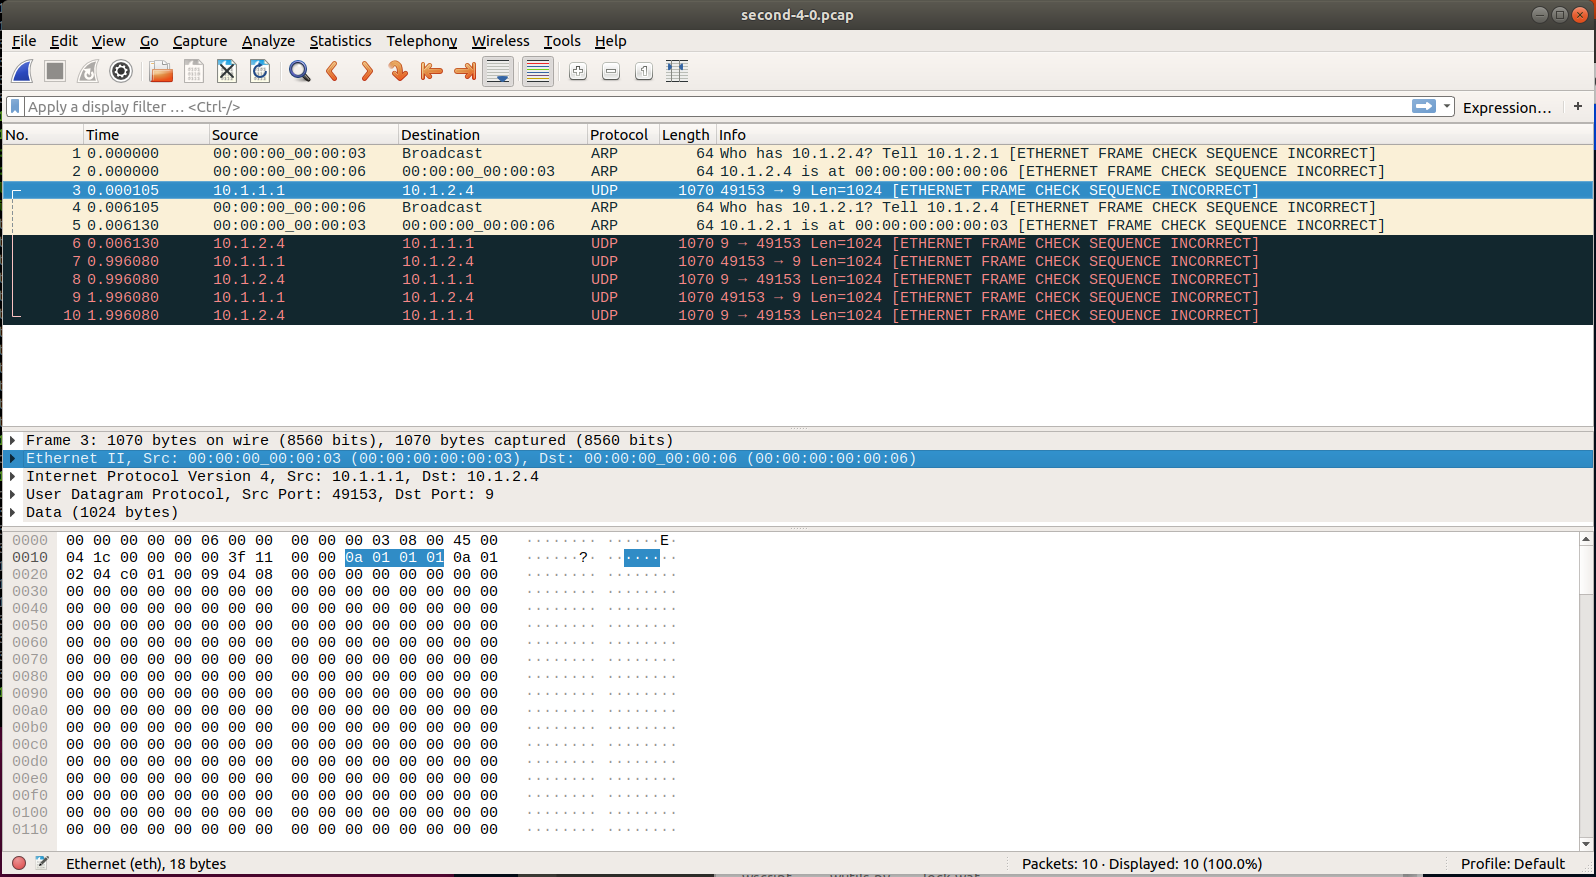 second-4-0.pcap
File Edit View Go Capture Analyze Statistics Telephony Wireless Tools Help
Apply a display filter … <Ctrl-/> Expression… +
No. Time Source Destination Protocol Length Info
1 0.000000 00:00:00_00:00:03 Broadcast ARP 64 Who has 10.1.2.4? Tell 10.1.2.1 [ETHERNET FRAME CHECK SEQUENCE INCORRECT]
2 0.000000 00:00:00_00:00:06 00:00:00_00:00:03 ARP 64 10.1.2.4 is at 00:00:00:00:00:06 [ETHERNET FRAME CHECK SEQUENCE INCORRECT]
3 0.000105 10.1.1.1 10.1.2.4 UDP 1070 49153 → 9 Len=1024 [ETHERNET FRAME CHECK SEQUENCE INCORRECT]
4 0.006105 00:00:00_00:00:06 Broadcast ARP 64 Who has 10.1.2.1? Tell 10.1.2.4 [ETHERNET FRAME CHECK SEQUENCE INCORRECT]
5 0.006130 00:00:00_00:00:03 00:00:00_00:00:06 ARP 64 10.1.2.1 is at 00:00:00:00:00:03 [ETHERNET FRAME CHECK SEQUENCE INCORRECT]
6 0.006130 10.1.2.4 10.1.1.1 UDP 1070 9 → 49153 Len=1024 [ETHERNET FRAME CHECK SEQUENCE INCORRECT]
7 0.996080 10.1.1.1 10.1.2.4 UDP 1070 49153 → 9 Len=1024 [ETHERNET FRAME CHECK SEQUENCE INCORRECT]
8 0.996080 10.1.2.4 10.1.1.1 UDP 1070 9 → 49153 Len=1024 [ETHERNET FRAME CHECK SEQUENCE INCORRECT]
9 1.996080 10.1.1.1 10.1.2.4 UDP 1070 49153 → 9 Len=1024 [ETHERNET FRAME CHECK SEQUENCE INCORRECT]
10 1.996080 10.1.2.4 10.1.1.1 UDP 1070 9 → 49153 Len=1024 [ETHERNET FRAME CHECK SEQUENCE INCORRECT]
Frame 3: 1070 bytes on wire (8560 bits), 1070 bytes captured (8560 bits)
Ethernet II, Src: 00:00:00_00:00:03 (00:00:00:00:00:03), Dst: 00:00:00_00:00:06 (00:00:00:00:00:06)
Internet Protocol Version 4, Src: 10.1.1.1, Dst: 10.1.2.4
User Datagram Protocol, Src Port: 49153, Dst Port: 9
Data (1024 bytes)
0000 00 00 00 00 00 06 00 00 00 00 00 03 08 00 45 00 ········ ······E·
0010 04 1c 00 00 00 00 3f 11 00 00 0a 01 01 01 0a 01 ······?· ········
0020 02 04 c0 01 00 09 04 08 00 00 00 00 00 00 00 00 ········ ········
0030 00 00 00 00 00 00 00 00 00 00 00 00 00 00 00 00 ········ ········
0040 00 00 00 00 00 00 00 00 00 00 00 00 00 00 00 00 ········ ········
0050 00 00 00 00 00 00 00 00 00 00 00 00 00 00 00 00 ········ ········
0060 00 00 00 00 00 00 00 00 00 00 00 00 00 00 00 00 ········ ········
0070 00 00 00 00 00 00 00 00 00 00 00 00 00 00 00 00 ········ ········
0080 00 00 00 00 00 00 00 00 00 00 00 00 00 00 00 00 ········ ········
0090 00 00 00 00 00 00 00 00 00 00 00 00 00 00 00 00 ········ ········
00a0 00 00 00 00 00 00 00 00 00 00 00 00 00 00 00 00 ········ ········
00b0 00 00 00 00 00 00 00 00 00 00 00 00 00 00 00 00 ········ ········
00c0 00 00 00 00 00 00 00 00 00 00 00 00 00 00 00 00 ········ ········
00d0 00 00 00 00 00 00 00 00 00 00 00 00 00 00 00 00 ········ ········
00e0 00 00 00 00 00 00 00 00 00 00 00 00 00 00 00 00 ········ ········
00f0 00 00 00 00 00 00 00 00 00 00 00 00 00 00 00 00 ········ ········
0100 00 00 00 00 00 00 00 00 00 00 00 00 00 00 00 00 ········ ········
0110 00 00 00 00 00 00 00 00 00 00 00 00 00 00 00 00 ········ ········
Ethernet (eth), 18 bytes Packets: 10 · Displayed: 10 (100.0%) Profile: Default